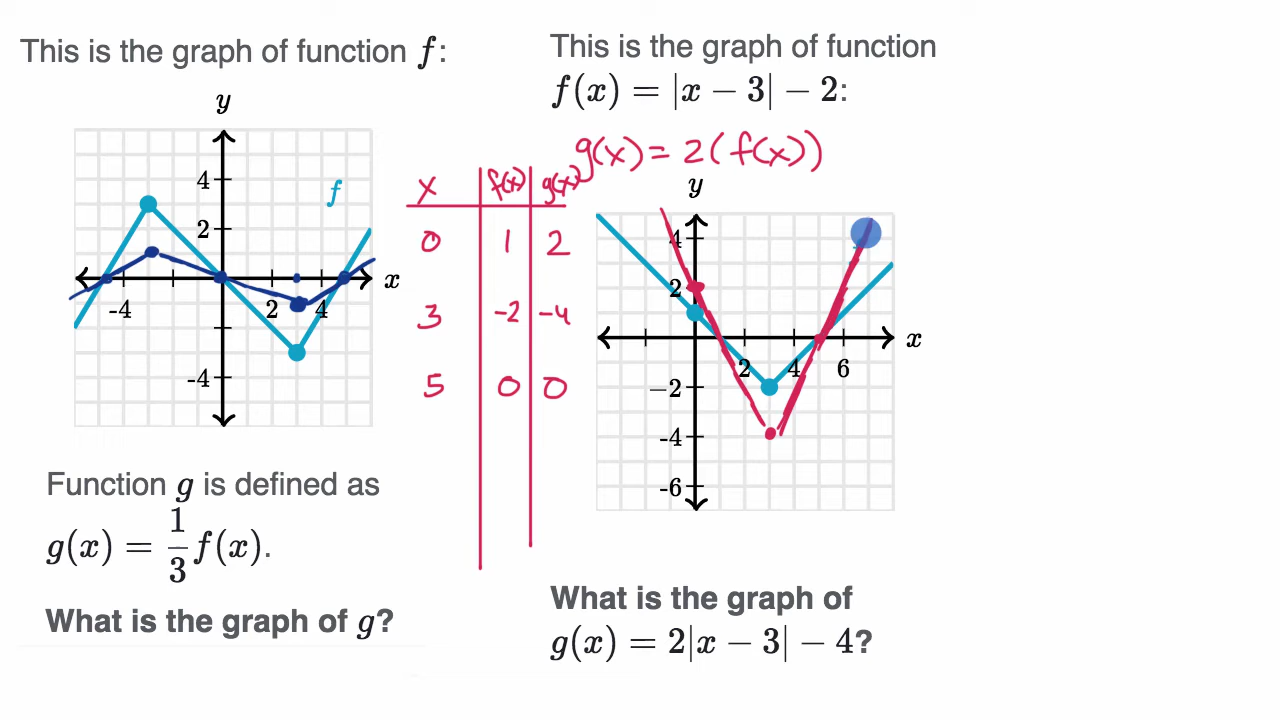 This is the graph of function f:
y
4
2
f
x
-4
2
4
-4
Function g is defined as
g(x) = 1/3 f(x).
What is the graph of g?
x f(x) g(x)
0 1 2
3 -2 -4
5 0 0
This is the graph of function
f(x) = |x − 3| − 2:
g(x) = 2(f(x))
y
4
2
x
2
4
6
−2
-4
-6
What is the graph of
g(x) = 2|x − 3| − 4?